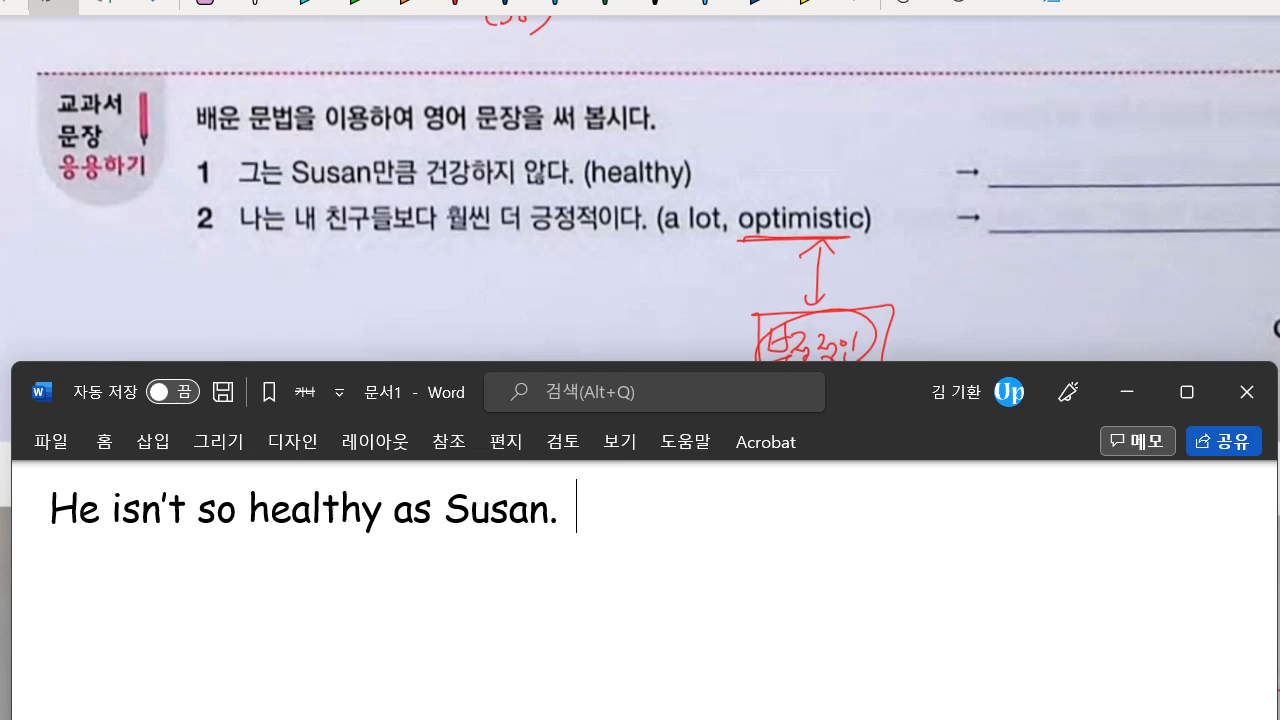 교과서
문장
응용하기
배운 문법을 이용하여 영어 문장을 써 봅시다.
1 그는 Susan만큼 건강하지 않다. (healthy) →
2 나는 내 친구들보다 훨씬 더 긍정적이다. (a lot, optimistic) →
자동 저장 끔 가나 문서1 - Word 검색(Alt+Q) 김 기환 Up
파일 홈 삽입 그리기 디자인 레이아웃 참조 편지 검토 보기 도움말 Acrobat 메모 공유
He isn't so healthy as Susan.